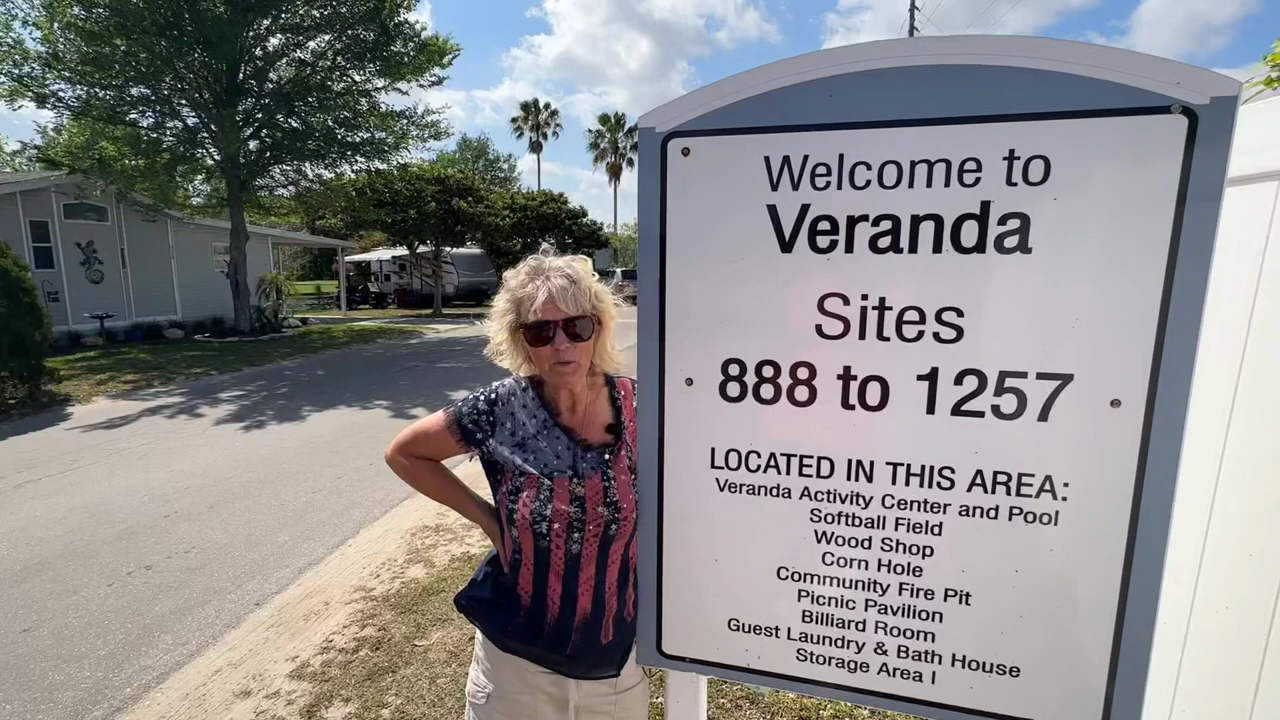 Welcome to
Veranda
Sites
888 to 1257
LOCATED IN THIS AREA:
Veranda Activity Center and Pool
Softball Field
Wood Shop
Corn Hole
Community Fire Pit
Picnic Pavilion
Billiard Room
Guest Laundry & Bath House
Storage Area I